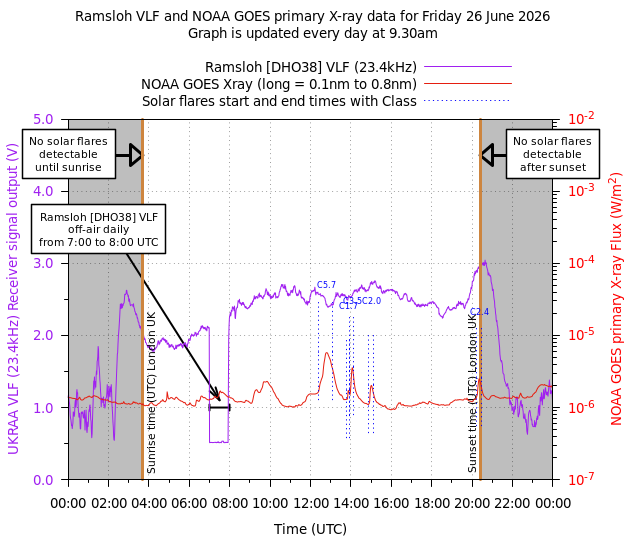 Ramsloh VLF and NOAA GOES primary X-ray data for Friday 26 June 2026
Graph is updated every day at 9.30am
Ramsloh [DHO38] VLF (23.4kHz)
NOAA GOES Xray (long = 0.1nm to 0.8nm)
Solar flares start and end times with Class
5.0
4.0
3.0
2.0
1.0
0.0
UKRAA VLF (23.4kHz) Receiver signal output (V)
No solar flares
detectable
until sunrise
Ramsloh [DHO38] VLF
off-air daily
from 7:00 to 8:00 UTC
Sunrise time (UTC) London UK
C5.7
C1.7
C3.5
C2.0
C2.4
Sunset time (UTC) London UK
No solar flares
detectable
after sunset
10-2
10-3
10-4
10-5
10-6
10-7
NOAA GOES primary X-ray Flux (W/m2)
00:00 02:00 04:00 06:00 08:00 10:00 12:00 14:00 16:00 18:00 20:00 22:00 00:00
Time (UTC)